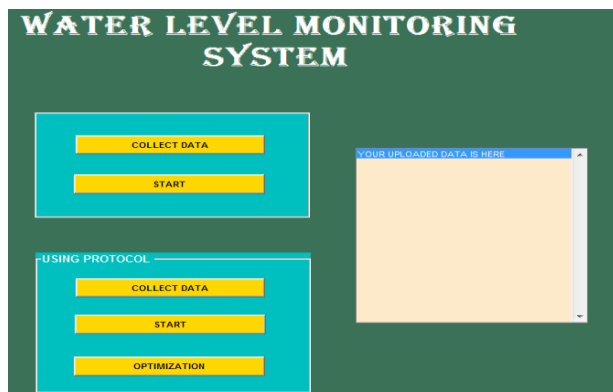 WATER LEVEL MONITORING
SYSTEM
COLLECT DATA
START
YOUR UPLOADED DATA IS HERE
USING PROTOCOL
COLLECT DATA
START
OPTIMIZATION